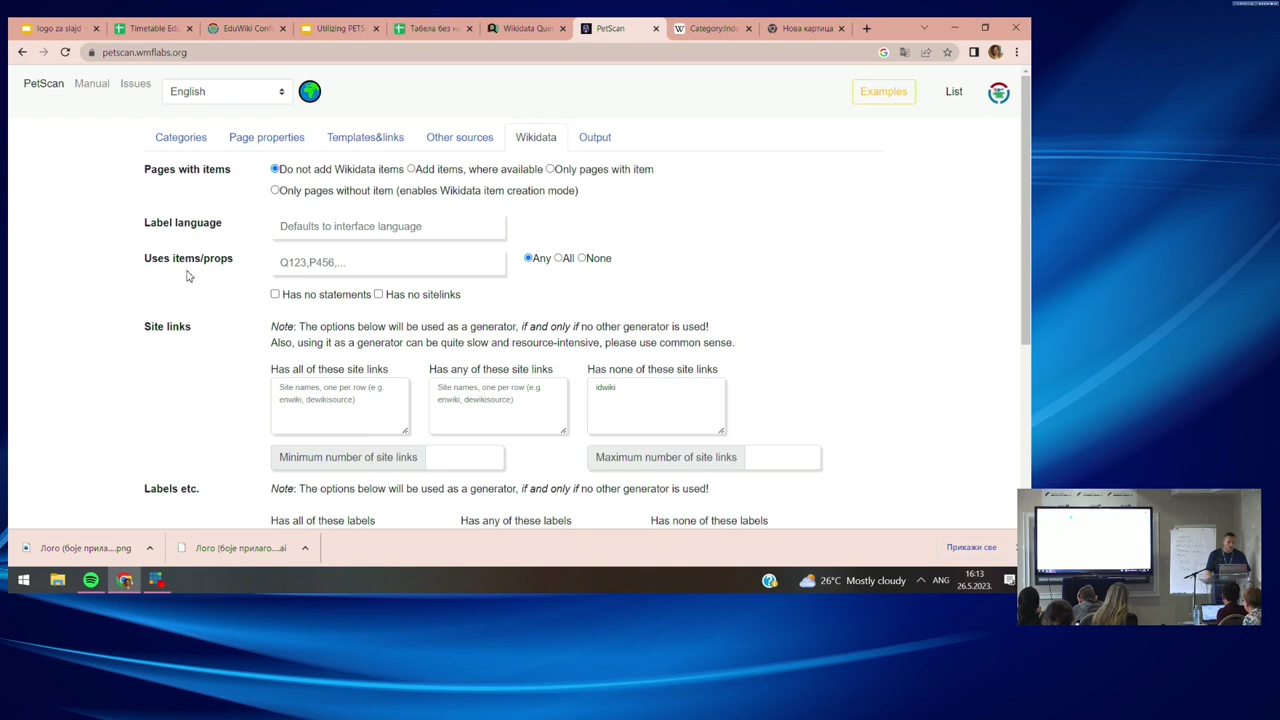 logo za slajd
Timetable Edu
EduWiki Conf
Utilizing PETS
Табела без на
Wikidata Que
PetScan
Category:Indo
Нова картица
petscan.wmflabs.org
PetScan
Manual
Issues
English
Examples
List
Categories
Page properties
Templates&links
Other sources
Wikidata
Output
Pages with items
Do not add Wikidata items
Add items, where available
Only pages with item
Only pages without item (enables Wikidata item creation mode)
Label language
Defaults to interface language
Uses items/props
Q123,P456,...
Any
All
None
Has no statements
Has no sitelinks
Site links
Note: The options below will be used as a generator, if and only if no other generator is used!
Also, using it as a generator can be quite slow and resource-intensive, please use common sense.
Has all of these site links
Has any of these site links
Has none of these site links
Site names, one per row (e.g.
enwiki, dewikisource)
Site names, one per row (e.g.
enwiki, dewikisource)
idwiki
Minimum number of site links
Maximum number of site links
Labels etc.
Note: The options below will be used as a generator, if and only if no other generator is used!
Has all of these labels
Has any of these labels
Has none of these labels
Лого (боје прила....png
Лого (боје прилаго....ai
Прикажи све
26°C Mostly cloudy
ANG
16:13
26.5.2023.